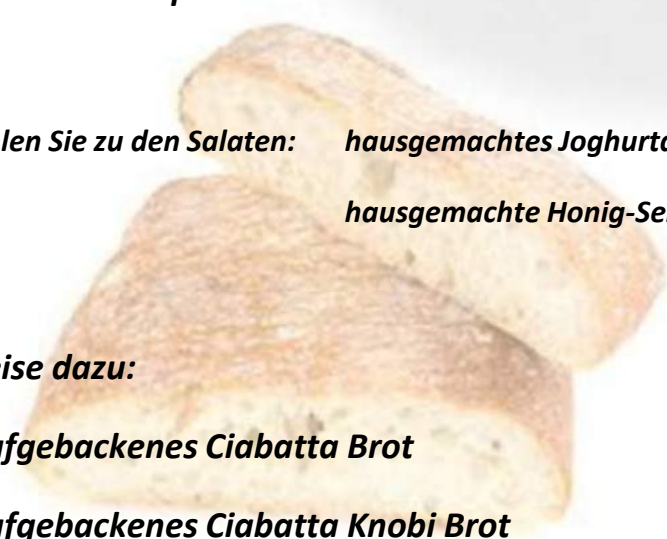 len Sie zu den Salaten: hausgemachtes Joghurt
hausgemachte Honig-Se
ise dazu:
fgebackenes Ciabatta Brot
fgebackenes Ciabatta Knobi Brot